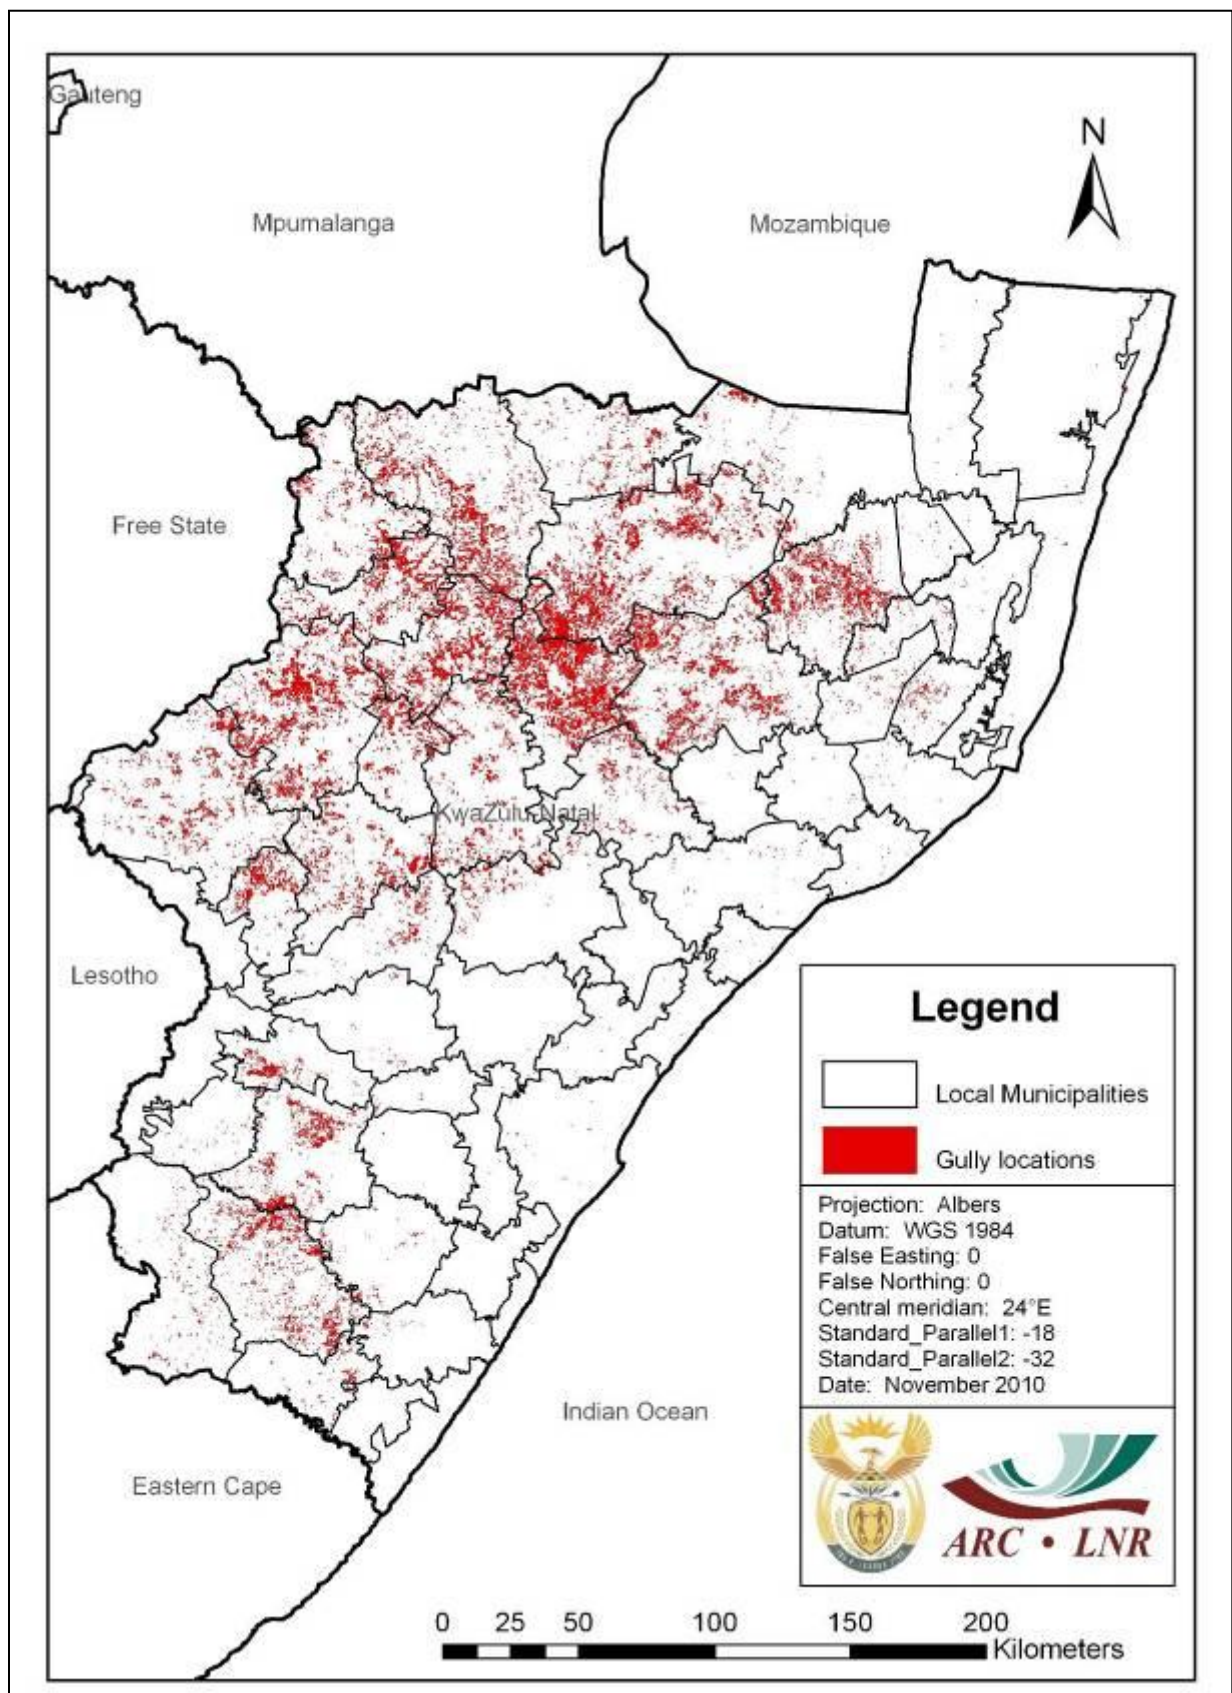 Gauteng
N
Mpumalanga
Mozambique
Free State
KwaZulu-Natal
Lesotho
Legend
Local Municipalities
Gully locations
Projection: Albers
Datum: WGS 1984
False Easting: 0
False Northing: 0
Central meridian: 24°E
Standard_Parallel1: -18
Standard_Parallel2: -32
Date: November 2010
Indian Ocean
Eastern Cape
ARC • LNR
0 25 50 100 150 200
Kilometers